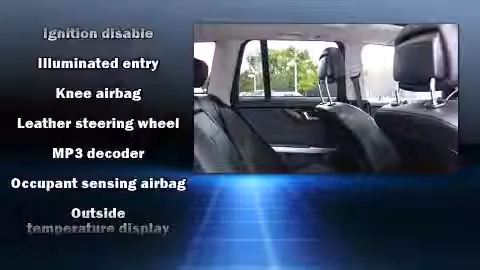 Ignition disable
Illuminated entry
Knee airbag
Leather steering wheel
MP3 decoder
Occupant sensing airbag
Outside
temperature display